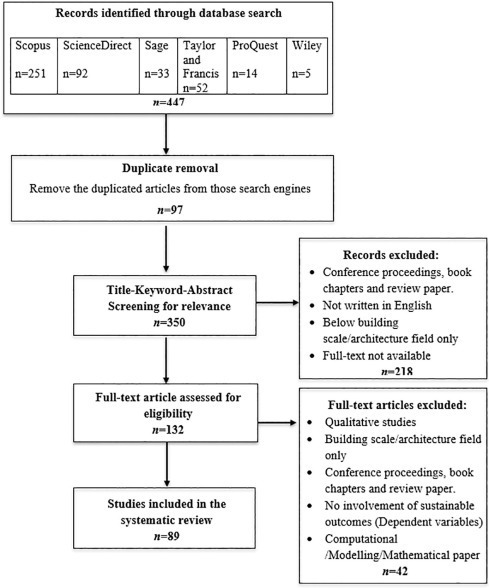 Records identified through database search
Scopus
n=251
ScienceDirect
n=92
Sage
n=33
Taylor
and
Francis
n=52
ProQuest
n=14
Wiley
n=5
n=447
Duplicate removal
Remove the duplicated articles from those search engines
n=97
Title-Keyword-Abstract
Screening for relevance
n=350
Records excluded:
• Conference proceedings, book
chapters and review paper.
• Not written in English
• Below building
scale/architecture field only
• Full-text not available
n=218
Full-text article assessed for
eligibility
n=132
Full-text articles excluded:
• Qualitative studies
• Building scale/architecture field
only
• Conference proceedings, book
chapters and review paper.
• No involvement of sustainable
outcomes (Dependent variables)
• Computational
/Modelling/Mathematical paper
n=42
Studies included in the
systematic review
n=89